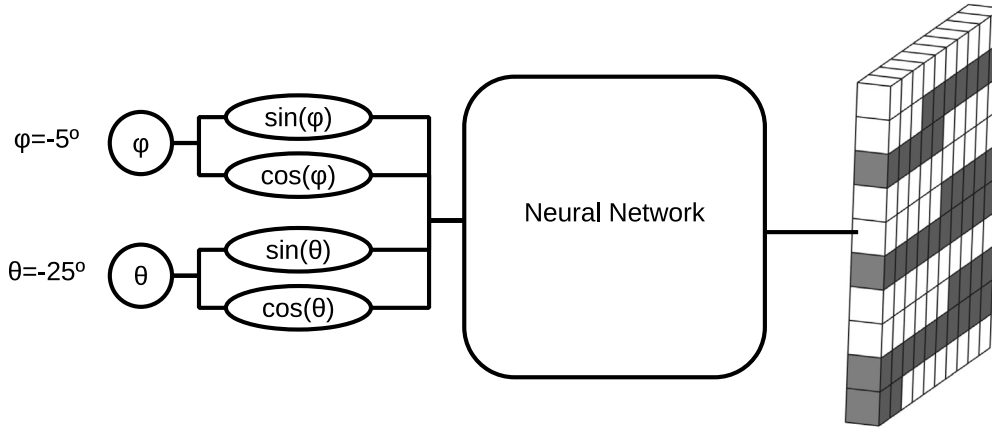 φ=-5º
φ
sin(φ)
cos(φ)
Neural Network
θ=-25º
θ
sin(θ)
cos(θ)